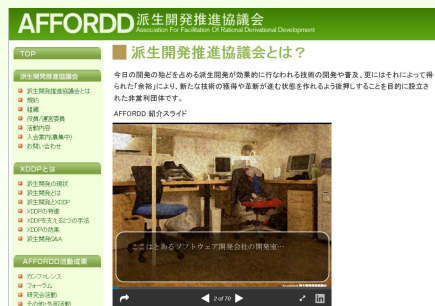 AFFORDD 派生開発推進協議会
Association For Facilitation Of Rational Derivational Development
TOP
派生開発推進協議会
派生開発推進協議会とは
規約
組織
役員/運営委員
活動内容
入会案内(募集中)
お問い合わせ
XDDPとは
派生開発の現状
派生開発とは
派生開発とXDDP
XDDPの特徴
XDDPを支える2つの手法
XDDPの効果
派生開発Q&A
AFFORDD活動成果
カンファレンス
フォーラム
研究会活動
その他・外部活動
派生開発推進協議会とは?
今日の開発の殆どを占める派生開発が効果的に行なわれる技術の開発や普及、更にはそれによって得
られた「余裕」により、新たな技術の獲得や革新が進む状態を作れるよう後押しすることを目的に設立さ
れた非営利団体です。
AFFORDD 紹介スライド
ここはとあるソフトウェア開発会社の開発室…
2 of 70
in